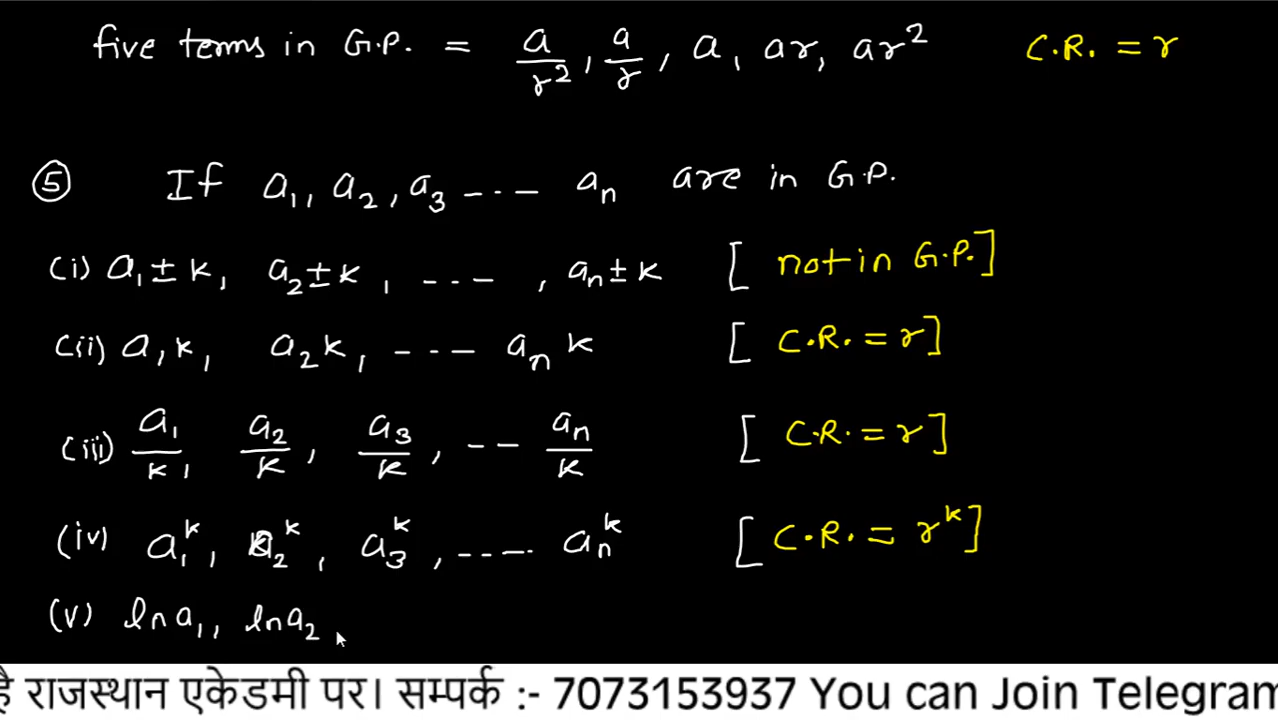 five terms in G.P. = a/r², a/r, a, ar, ar² C.R. = r
⑤ If a₁, a₂, a₃ ----- aₙ are in G.P.
(i) a₁ ± k, a₂ ± k, ----, aₙ ± k [ not in G.P.]
(ii) a₁k, a₂k, ----- aₙk [ C.R. = r]
(iii) a₁/k, a₂/k, a₃/k, -- aₙ/k [ C.R. = r]
(iv) a₁ᵏ, a₂ᵏ, a₃ᵏ, ----- aₙᵏ [ C.R. = rᵏ]
(v) ln a₁, ln a₂
है राजस्थान एकेडमी पर। सम्पर्क :- 7073153937 You can Join Telegram